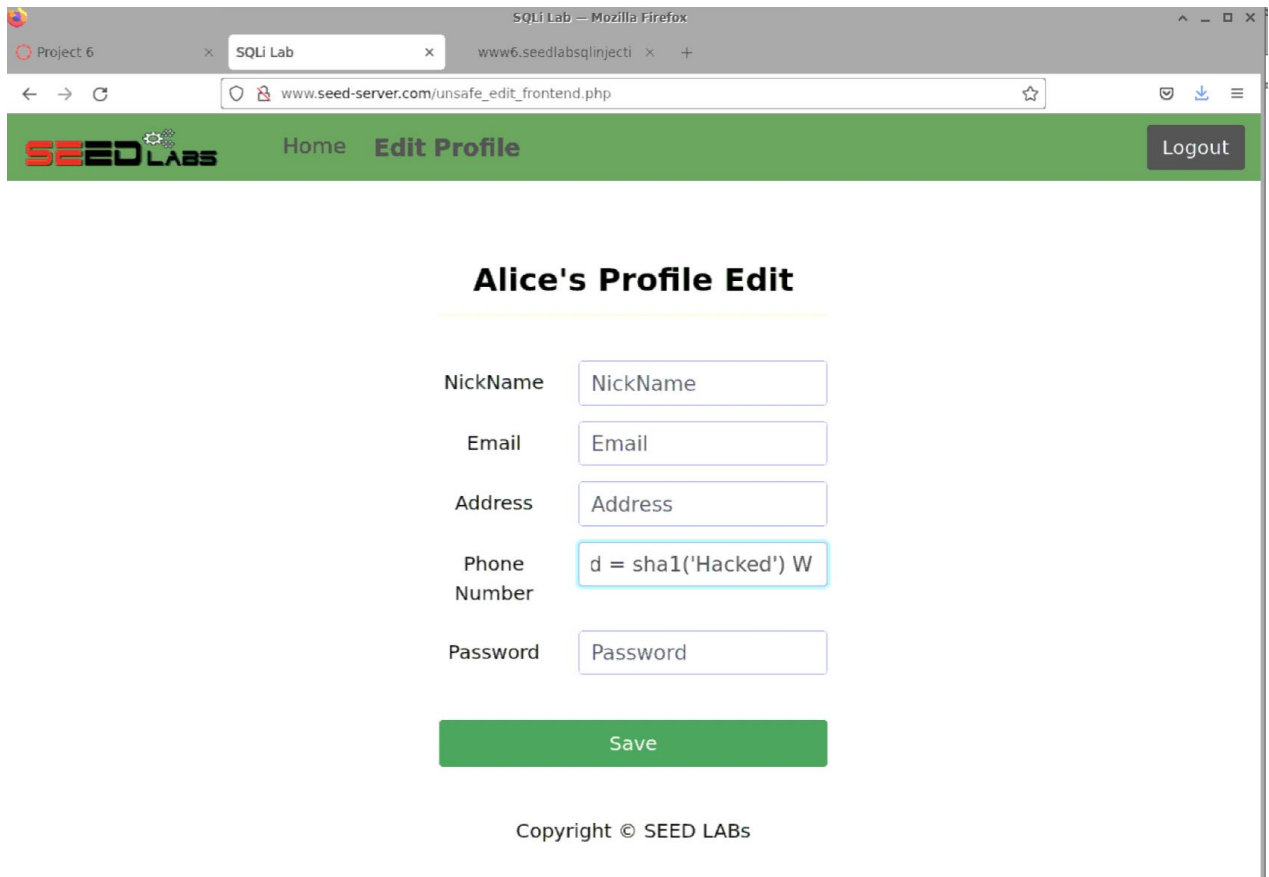 SQLi Lab — Mozilla Firefox
Project 6
SQLi Lab
www6.seedlabsqlinjecti
www.seed-server.com/unsafe_edit_frontend.php
SEED LABS Home Edit Profile Logout
Alice's Profile Edit
NickName NickName
Email Email
Address Address
Phone d = sha1('Hacked') W
Number
Password Password
Save
Copyright © SEED LABs